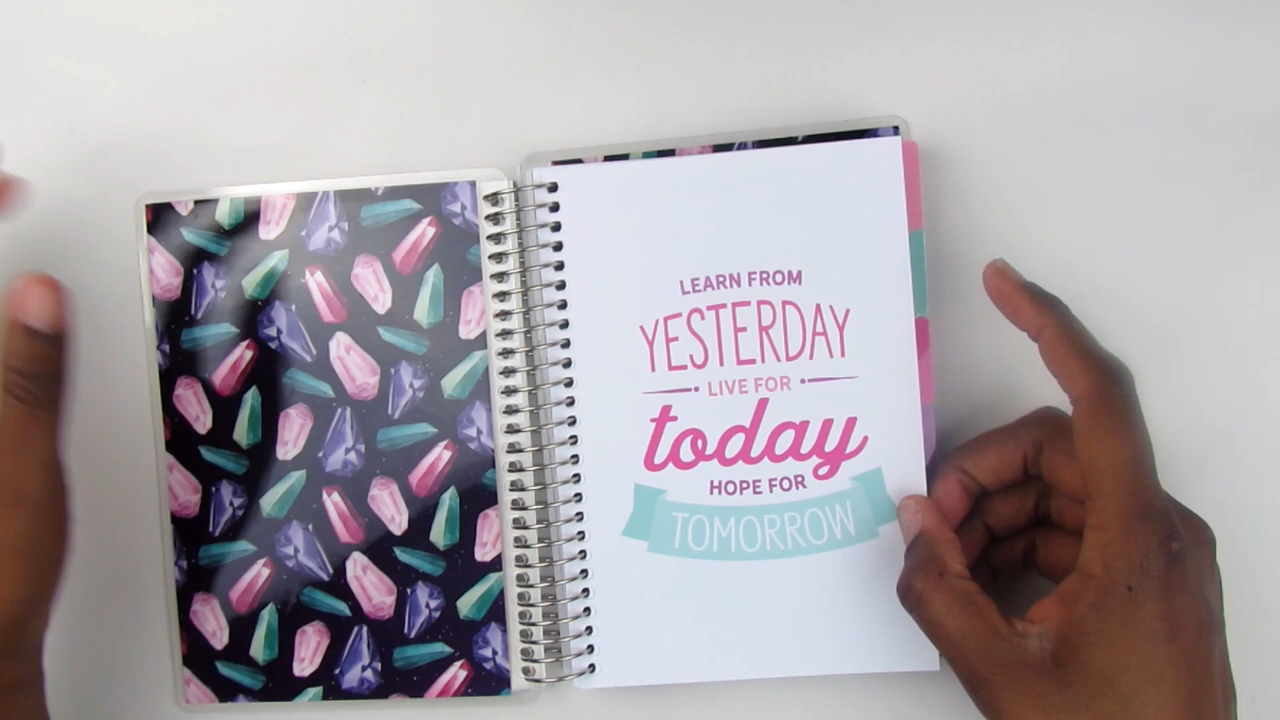 LEARN FROM
YESTERDAY
LIVE FOR
today
HOPE FOR
TOMORROW